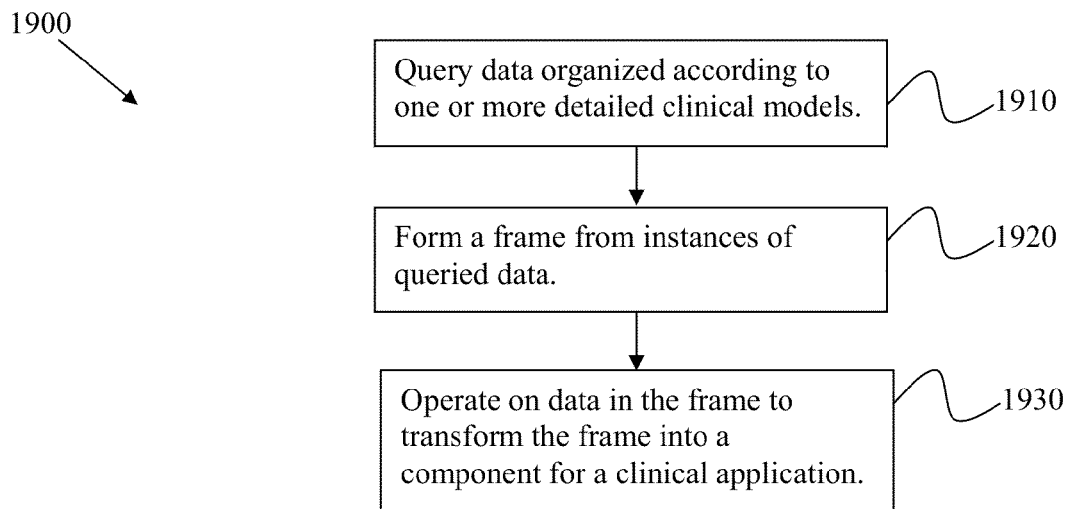 1900
Query data organized according to
one or more detailed clinical models.
1910
Form a frame from instances of
queried data.
1920
Operate on data in the frame to
transform the frame into a
component for a clinical application.
1930